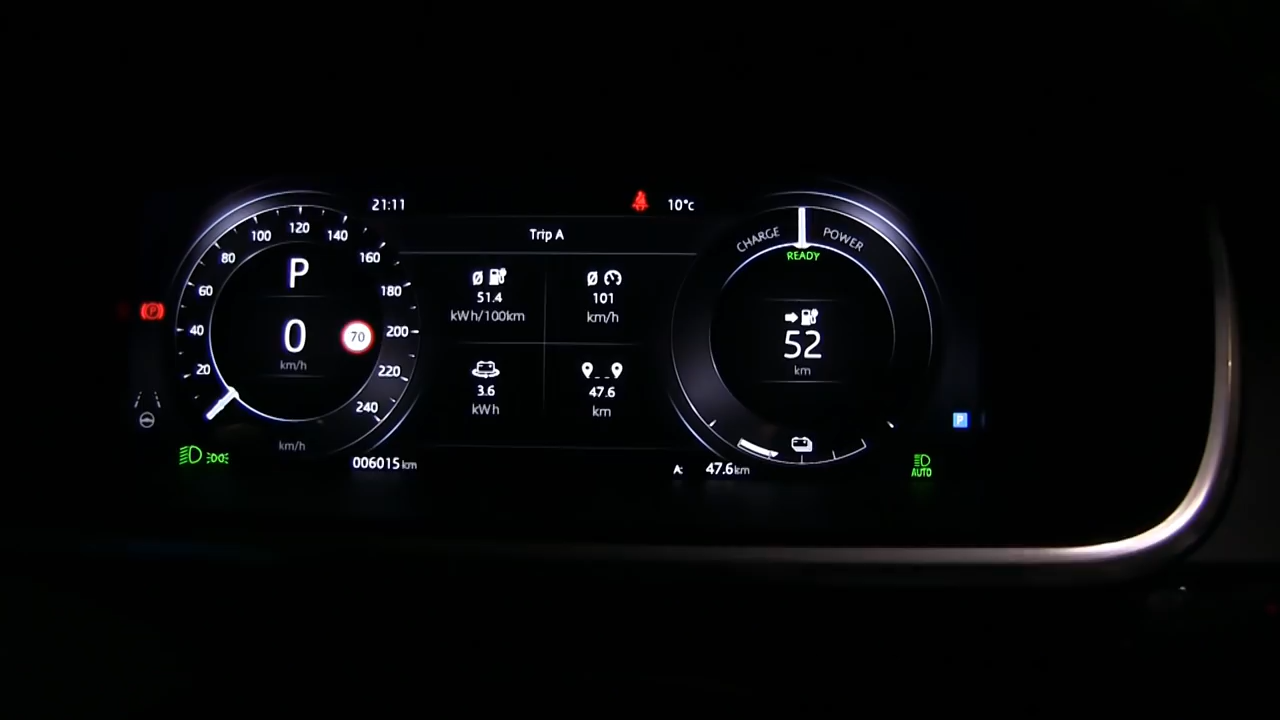 21:11
10°c
Trip A
20
40
60
80
100
120
140
160
180
200
220
240
P
0
km/h
70
km/h
006015 km
51.4
kWh/100km
101
km/h
3.6
kWh
47.6
km
A: 47.6 km
CHARGE
POWER
READY
52
km
P
P
AUTO